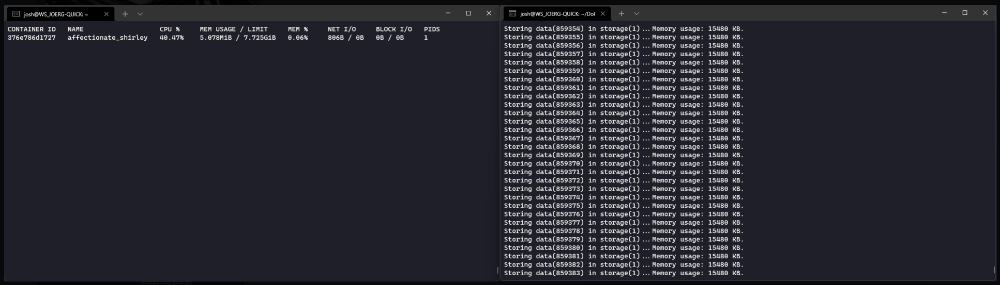 josh@WS_JOERG-QUICK: ~
CONTAINER ID NAME CPU % MEM USAGE / LIMIT MEM % NET I/O BLOCK I/O PIDS
376e786d1727 affectionate_shirley 40.47% 5.078MiB / 7.725GiB 0.06% 806B / 0B 0B / 0B 1
josh@WS_JOERG-QUICK: ~/Dol
Storing data(859354) in storage(1)...Memory usage: 15480 KB.
Storing data(859355) in storage(1)...Memory usage: 15480 KB.
Storing data(859356) in storage(1)...Memory usage: 15480 KB.
Storing data(859357) in storage(1)...Memory usage: 15480 KB.
Storing data(859358) in storage(1)...Memory usage: 15480 KB.
Storing data(859359) in storage(1)...Memory usage: 15480 KB.
Storing data(859360) in storage(1)...Memory usage: 15480 KB.
Storing data(859361) in storage(1)...Memory usage: 15480 KB.
Storing data(859362) in storage(1)...Memory usage: 15480 KB.
Storing data(859363) in storage(1)...Memory usage: 15480 KB.
Storing data(859364) in storage(1)...Memory usage: 15480 KB.
Storing data(859365) in storage(1)...Memory usage: 15480 KB.
Storing data(859366) in storage(1)...Memory usage: 15480 KB.
Storing data(859367) in storage(1)...Memory usage: 15480 KB.
Storing data(859368) in storage(1)...Memory usage: 15480 KB.
Storing data(859369) in storage(1)...Memory usage: 15480 KB.
Storing data(859370) in storage(1)...Memory usage: 15480 KB.
Storing data(859371) in storage(1)...Memory usage: 15480 KB.
Storing data(859372) in storage(1)...Memory usage: 15480 KB.
Storing data(859373) in storage(1)...Memory usage: 15480 KB.
Storing data(859374) in storage(1)...Memory usage: 15480 KB.
Storing data(859375) in storage(1)...Memory usage: 15480 KB.
Storing data(859376) in storage(1)...Memory usage: 15480 KB.
Storing data(859377) in storage(1)...Memory usage: 15480 KB.
Storing data(859378) in storage(1)...Memory usage: 15480 KB.
Storing data(859379) in storage(1)...Memory usage: 15480 KB.
Storing data(859380) in storage(1)...Memory usage: 15480 KB.
Storing data(859381) in storage(1)...Memory usage: 15480 KB.
Storing data(859382) in storage(1)...Memory usage: 15480 KB.
Storing data(859383) in storage(1)...Memory usage: 15480 KB.